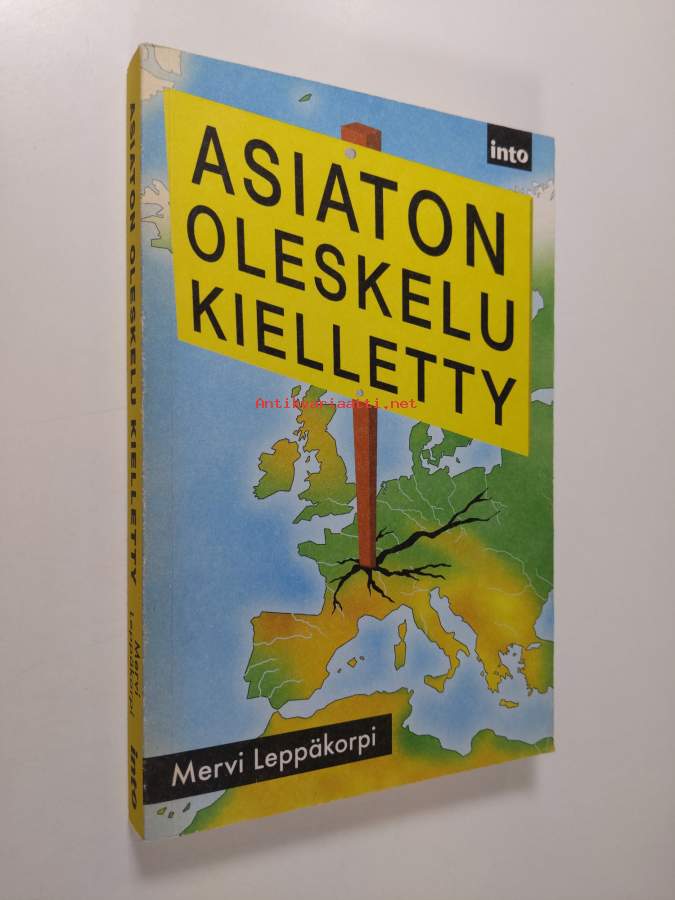 into
ASIATON
OLESKELU
KIELLETTY
Antikvariaatti.net
Mervi Leppäkorpi
ASIATON OLESKELU KIELLETTY
Mervi
Leppäkorpi
into